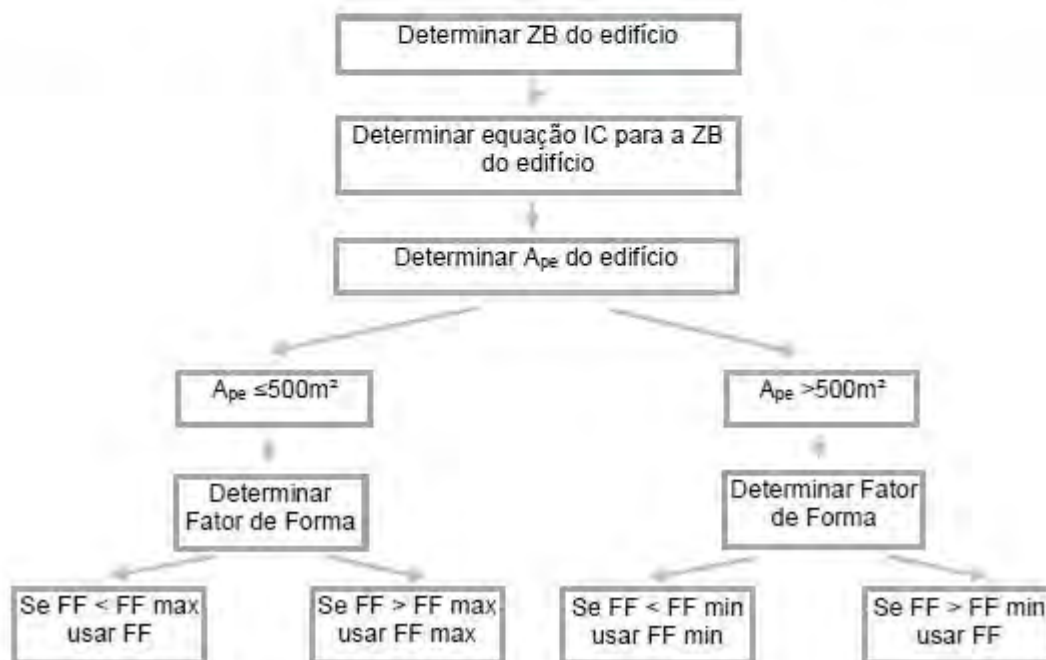 Determinar ZB do edifício
Determinar equação IC para a ZB
do edifício
Determinar Ape do edifício
Ape ≤500m²
Ape >500m²
Determinar
Fator de Forma
Determinar Fator
de Forma
Se FF < FF max
usar FF
Se FF > FF max
usar FF max
Se FF < FF min
usar FF min
Se FF > FF min
usar FF